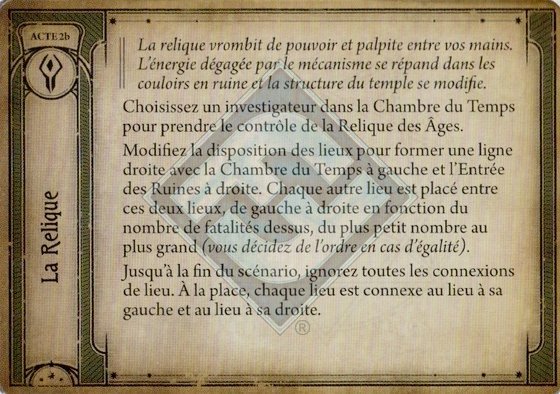 ACTE 2b
La Relique
La relique vrombit de pouvoir et palpite entre vos mains.
L'énergie dégagée par le mécanisme se répand dans les
couloirs en ruine et la structure du temple se modifie.
Choisissez un investigateur dans la Chambre du Temps
pour prendre le contrôle de la Relique des Âges.
Modifiez la disposition des lieux pour former une ligne
droite avec la Chambre du Temps à gauche et l'Entrée
des Ruines à droite. Chaque autre lieu est placé entre
ces deux lieux, de gauche à droite en fonction du
nombre de fatalités dessus, du plus petit nombre au
plus grand (vous décidez de l'ordre en cas d'égalité).
Jusqu'à la fin du scénario, ignorez toutes les connexions
de lieu. À la place, chaque lieu est connexe au lieu à sa
gauche et au lieu à sa droite.
®